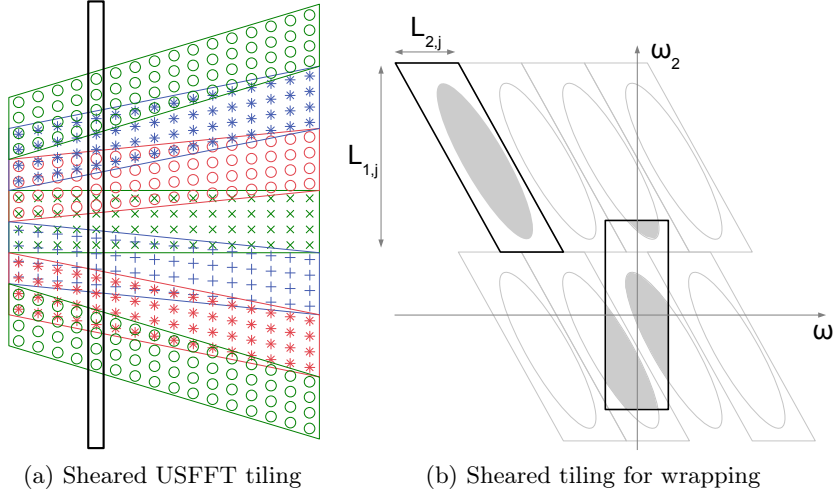 L2,j
ω2
L1,j
ω
(a) Sheared USFFT tiling
(b) Sheared tiling for wrapping